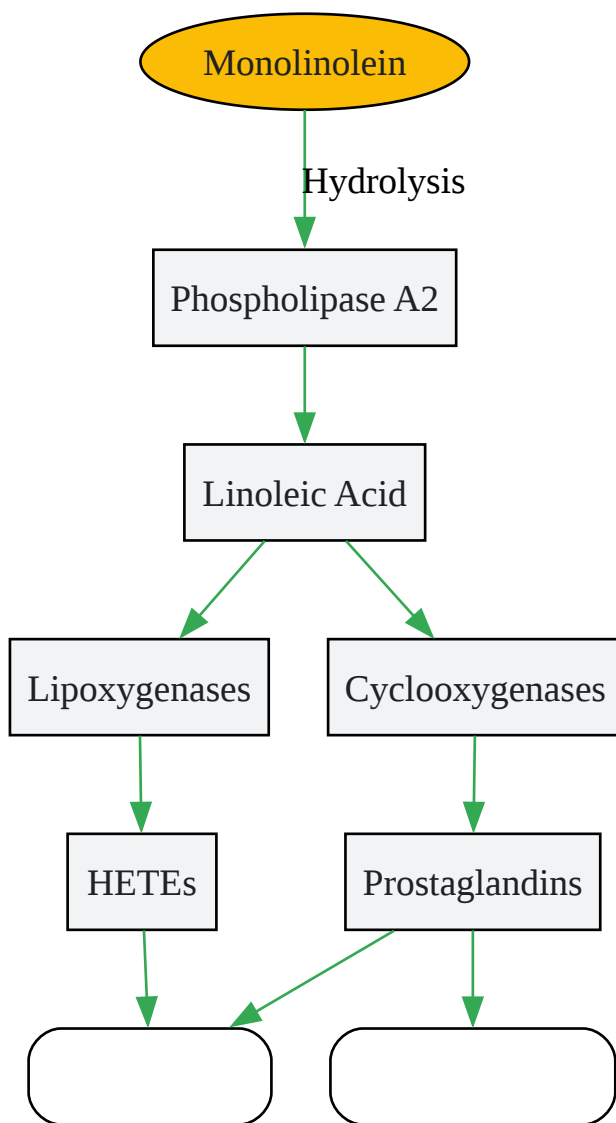 Monolinolein
Hydrolysis
Phospholipase A2
Linoleic Acid
Lipoxygenases
Cyclooxygenases
HETEs
Prostaglandins